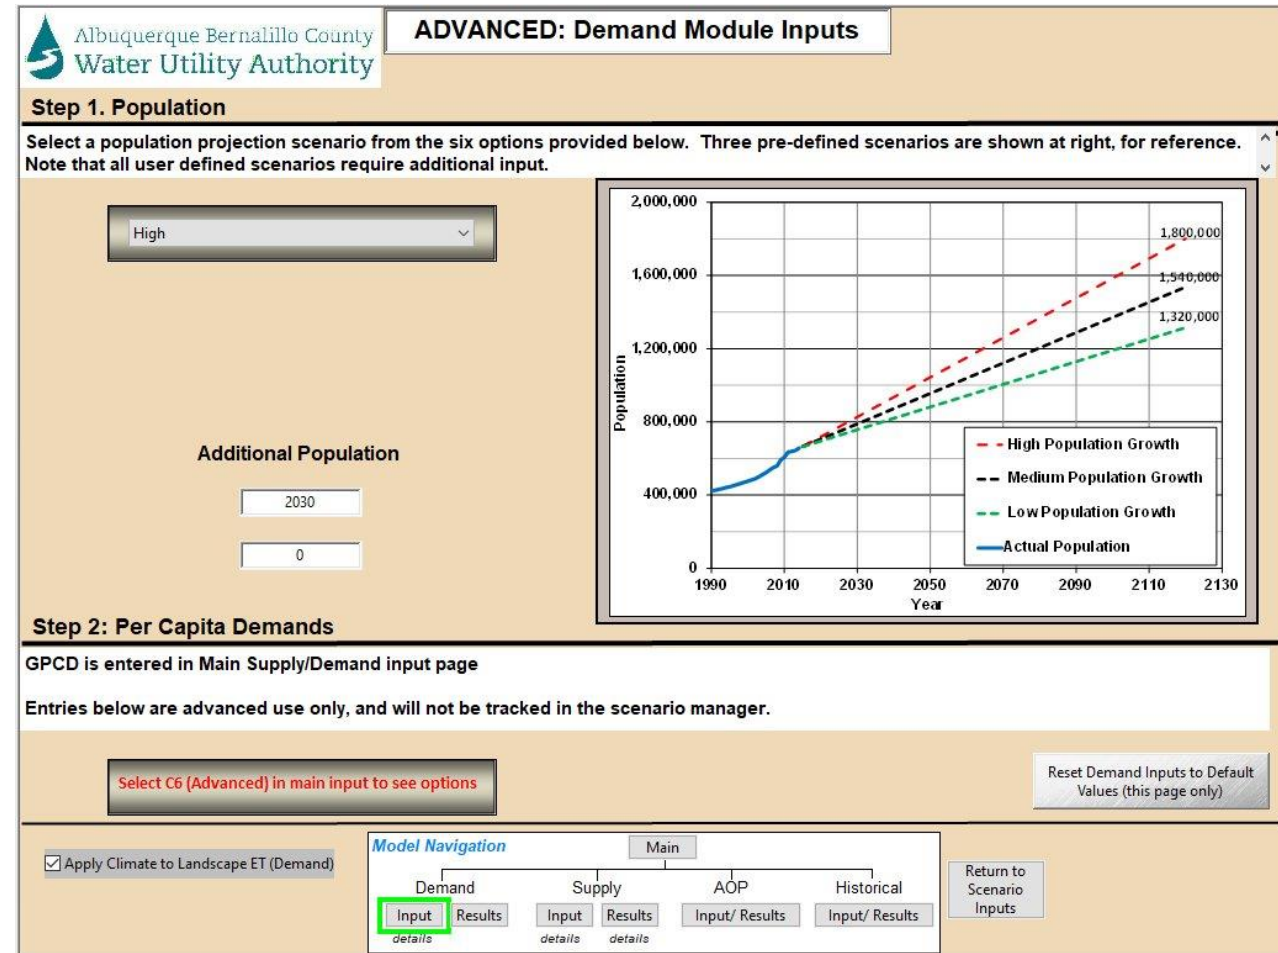 Albuquerque Bernalillo County
Water Utility Authority
ADVANCED: Demand Module Inputs
Step 1. Population
Select a population projection scenario from the six options provided below. Three pre-defined scenarios are shown at right, for reference.
Note that all user defined scenarios require additional input.
High
Additional Population
2030
0
2,000,000
1,600,000
1,200,000
800,000
400,000
0
Population
1,800,000
1,540,000
1,320,000
High Population Growth
Medium Population Growth
Low Population Growth
Actual Population
1990 2010 2030 2050 2070 2090 2110 2130
Year
Step 2: Per Capita Demands
GPCD is entered in Main Supply/Demand input page
Entries below are advanced use only, and will not be tracked in the scenario manager.
Select C6 (Advanced) in main input to see options
Reset Demand Inputs to Default
Values (this page only)
Apply Climate to Landscape ET (Demand)
Model Navigation
Main
Demand Supply AOP Historical
Input Results Input Results Input/ Results Input/ Results
details details details
Return to
Scenario
Inputs